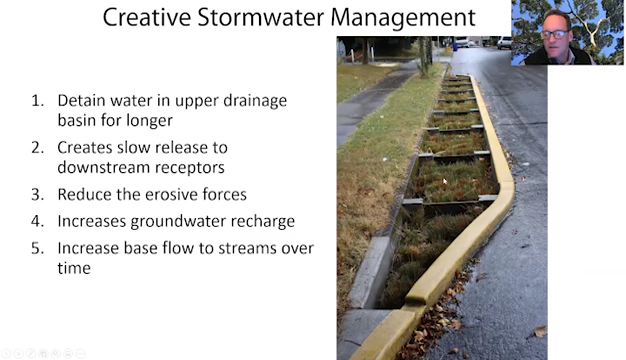 Creative Stormwater Management
1. Detain water in upper drainage
basin for longer
2. Creates slow release to
downstream receptors
3. Reduce the erosive forces
4. Increases groundwater recharge
5. Increase base flow to streams over
time